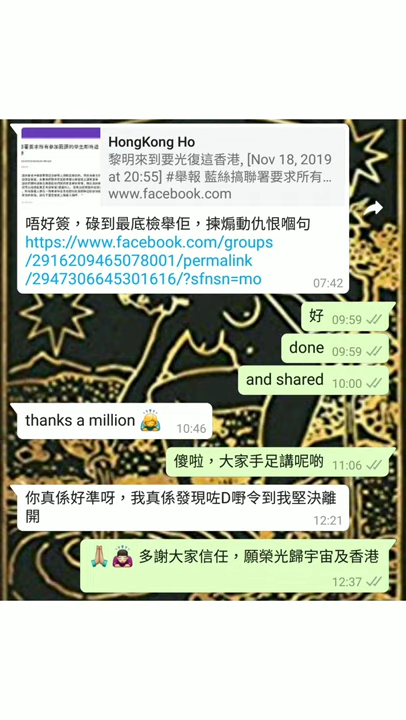 HongKong Ho
黎明來到要光復這香港, [Nov 18, 2019
at 20:55] #舉報 藍絲搞聯署要求所有...
www.facebook.com
唔好簽，碌到最底檢舉佢，揀煽動仇恨嗰句
https://www.facebook.com/groups
/2916209465078001/permalink
/2947306645301616/?sfnsn=mo
07:42
好 09:59
done 09:59
and shared 10:00
thanks a million 🙇 10:46
傻啦，大家手足講呢啲 11:06
你真係好準呀，我真係發現咗D嘢令到我堅決離
開
12:21
🙏🙇 多謝大家信任，願榮光歸宇宙及香港
12:37